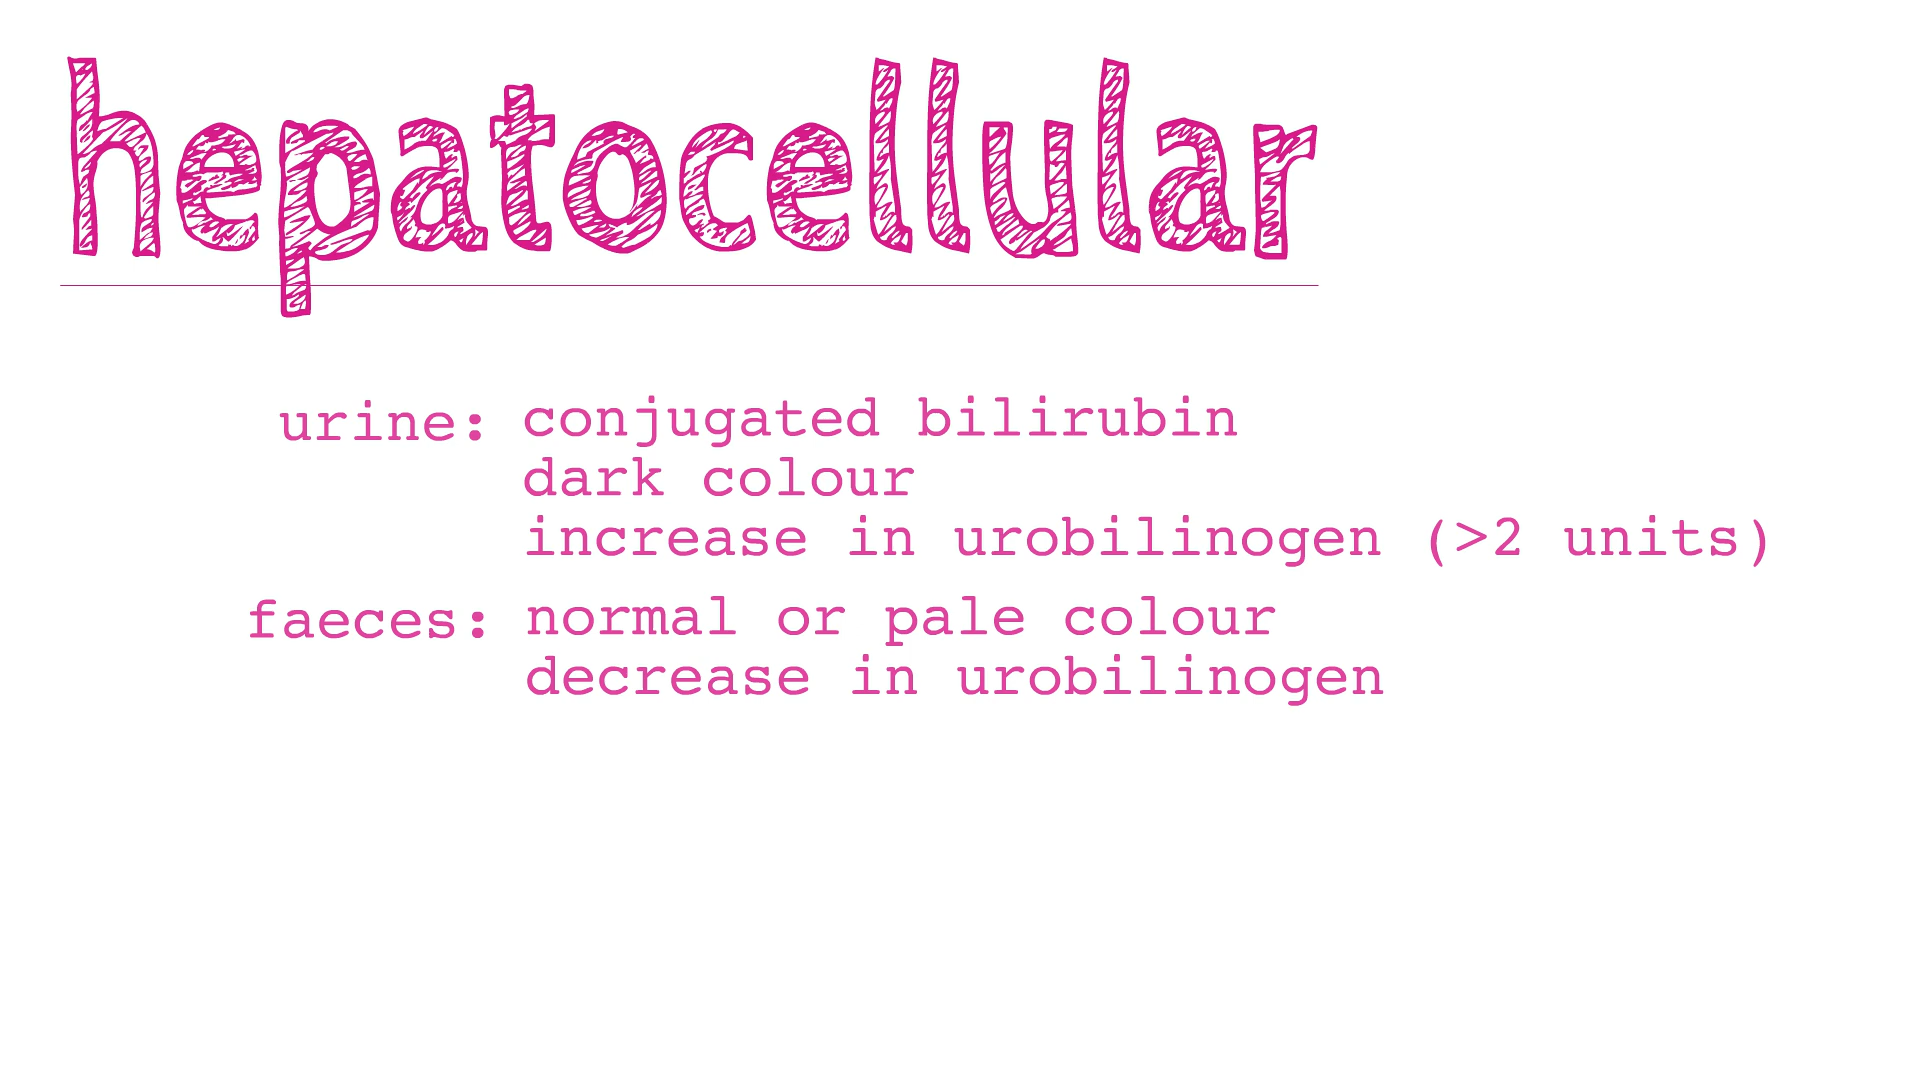 hepatocellular
urine: conjugated bilirubin
dark colour
increase in urobilinogen (>2 units)
faeces: normal or pale colour
decrease in urobilinogen